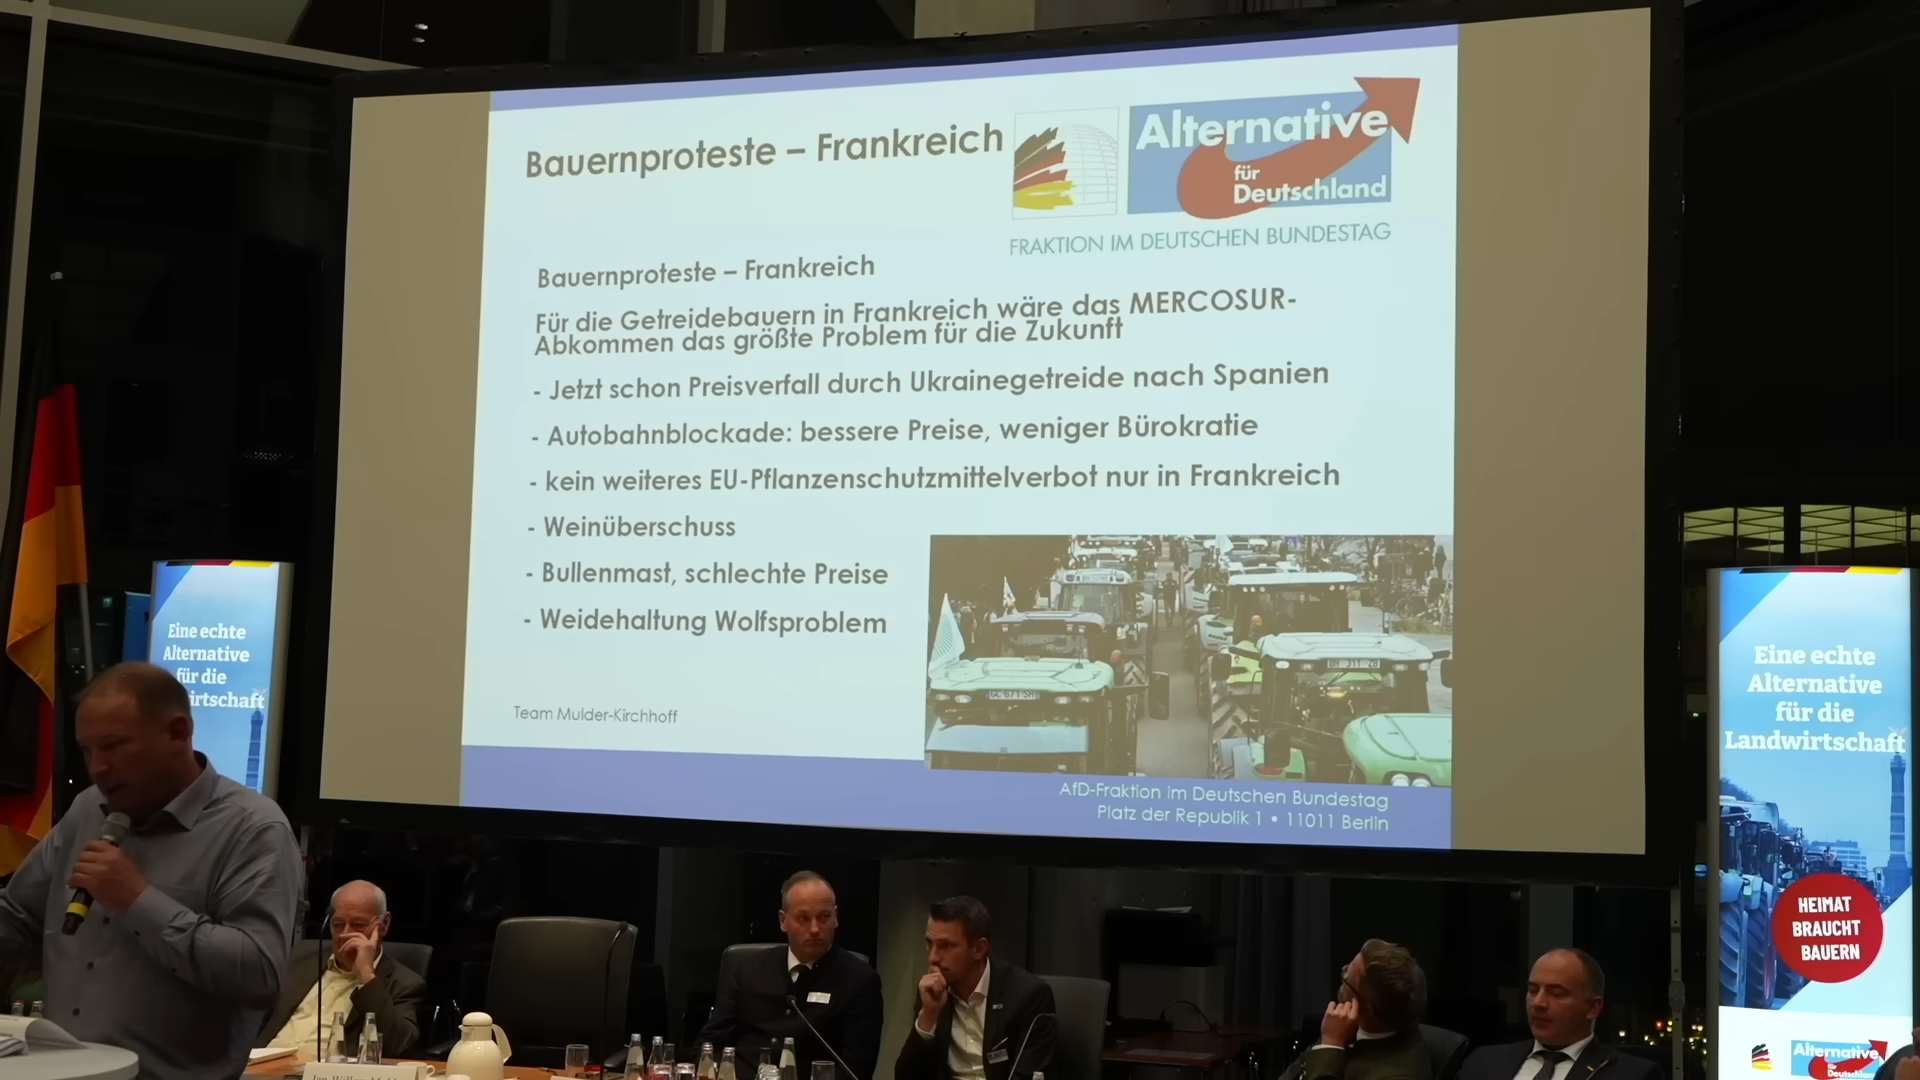 Bauernproteste – Frankreich
Alternative
für
Deutschland
FRAKTION IM DEUTSCHEN BUNDESTAG
Bauernproteste – Frankreich
Für die Getreidebauern in Frankreich wäre das MERCOSUR-
Abkommen das größte Problem für die Zukunft
- Jetzt schon Preisverfall durch Ukrainegetreide nach Spanien
- Autobahnblockade: bessere Preise, weniger Bürokratie
- kein weiteres EU-Pflanzenschutzmittelverbot nur in Frankreich
- Weinüberschuss
- Bullenmast, schlechte Preise
- Weidehaltung Wolfsproblem
Team Mulder-Kirchhoff
AfD-Fraktion im Deutschen Bundestag
Platz der Republik 1 • 11011 Berlin
Eine echte
Alternative
für die
irtschaft
Eine echte
Alternative
für die
Landwirtschaft
HEIMAT
BRAUCHT
BAUERN
Alternative
für
Deutschland